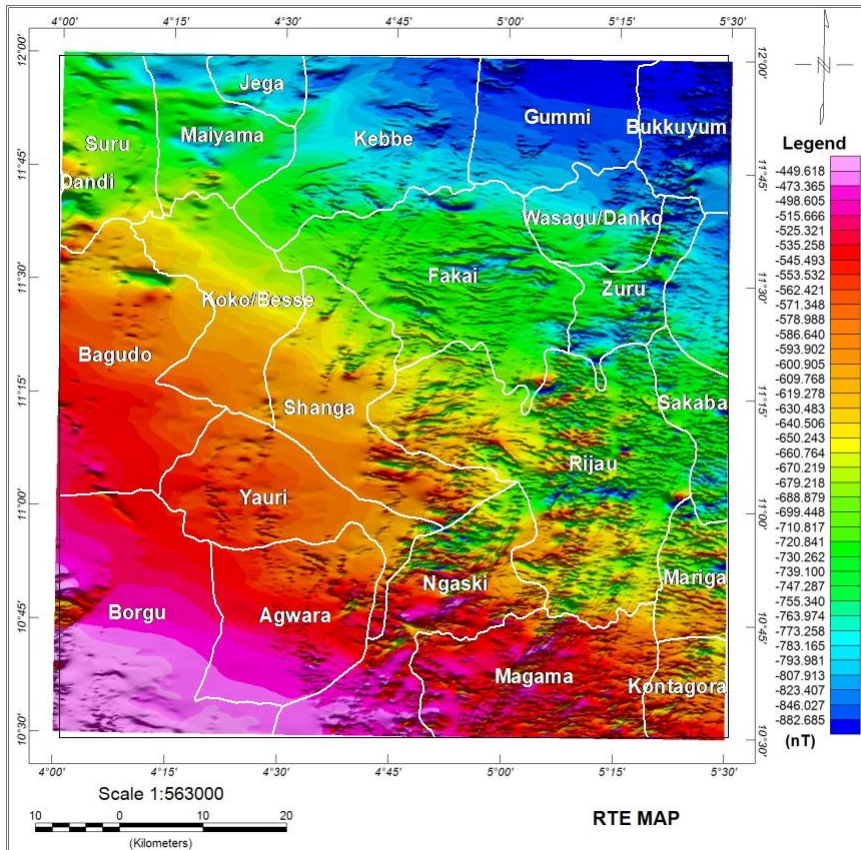 4°00' 4°15' 4°30' 4°45' 5°00' 5°15' 5°30'
12°00' 12°00'
N
Jega
Gummi
Bukkuyum
Suru Maiyama Kebbe
Legend
11°45' 11°45'
Dandi
Wasagu/Danko
Fakai
Zuru
11°30' 11°30'
Koko/Besse
Bagudo
11°15' 11°15'
Shanga
Sakaba
Rijau
Yauri
11°00' 11°00'
Ngaski
Mariga
10°45' 10°45'
Borgu Agwara
Magama
Kontagora
10°30' 10°30'
4°00' 4°15' 4°30' 4°45' 5°00' 5°15' 5°30'
-449.618
-473.365
-498.605
-515.666
-525.321
-535.258
-545.493
-553.532
-562.421
-571.348
-578.988
-586.640
-593.902
-600.905
-609.768
-619.278
-630.483
-640.506
-650.243
-660.764
-670.219
-678.218
-688.879
-699.448
-710.817
-720.841
-730.262
-739.100
-747.287
-755.340
-763.974
-773.258
-783.165
-793.981
-807.913
-823.407
-846.027
-882.685
(nT)
Scale 1:563000
10 0 10 20
(Kilometers)
RTE MAP